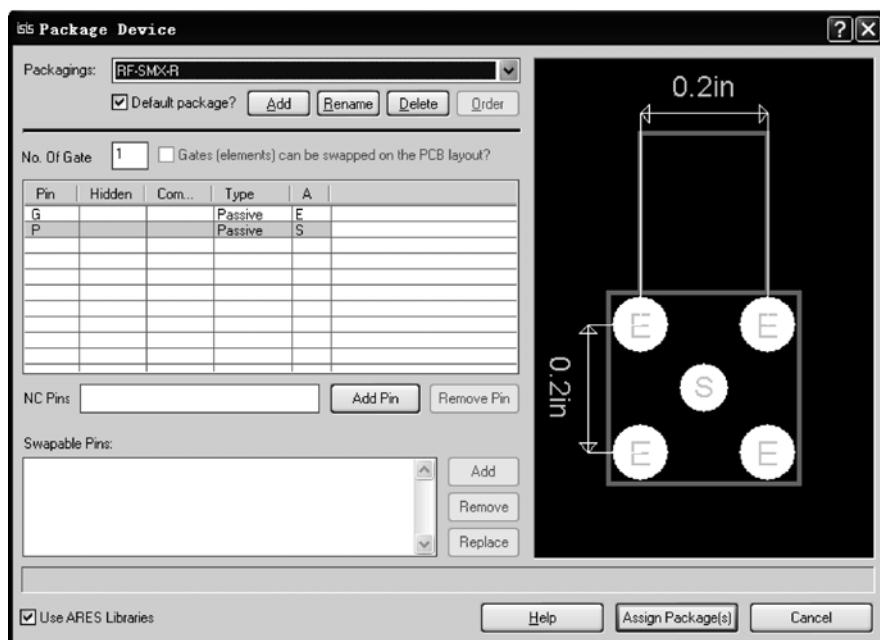 isis Package Device
Packagings: RF-SMX-R
Default package? Add Rename Delete Order
No. Of Gate 1 Gates (elements) can be swapped on the PCB layout?
Pin Hidden Com... Type A
G Passive E
P Passive S
NC Pins Add Pin Remove Pin
Swapable Pins:
Add
Remove
Replace
Use ARES Libraries
Help Assign Package(s) Cancel
0.2in
E E
0.2in
S
E E